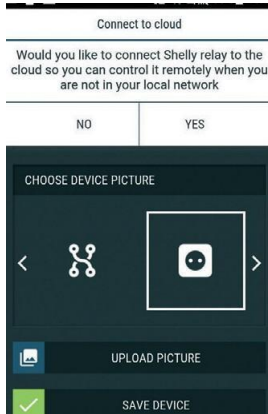 Connect to cloud
Would you like to connect Shelly relay to the
cloud so you can control it remotely when you
are not in your local network
NO
YES
CHOOSE DEVICE PICTURE
UPLOAD PICTURE
SAVE DEVICE